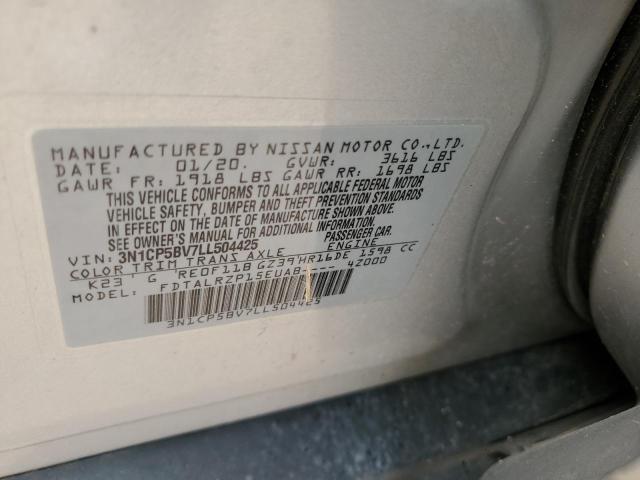 MANUFACTURED BY NISSAN MOTOR CO.,LTD.
DATE: 01/20. GVWR: 3616 LBS
GAWR FR: 1918 LBS GAWR RR: 1698 LBS
THIS VEHICLE CONFORMS TO ALL APPLICABLE FEDERAL MOTOR
VEHICLE SAFETY, BUMPER AND THEFT PREVENTION STANDARDS
IN EFFECT ON THE DATE OF MANUFACTURE SHOWN ABOVE.
SEE OWNERS MANUAL FOR DETAILS. PASSENGER CAR.
VIN: 3N1CP5BV7LL504425
COLOR TRIM TRANS AXLE ENGINE
K23 G RE0F11B GZ39 HR16DE 1598 CC
MODEL: FDTALRZP15EUAB---- 42000
3N1CP5BV7LL504425